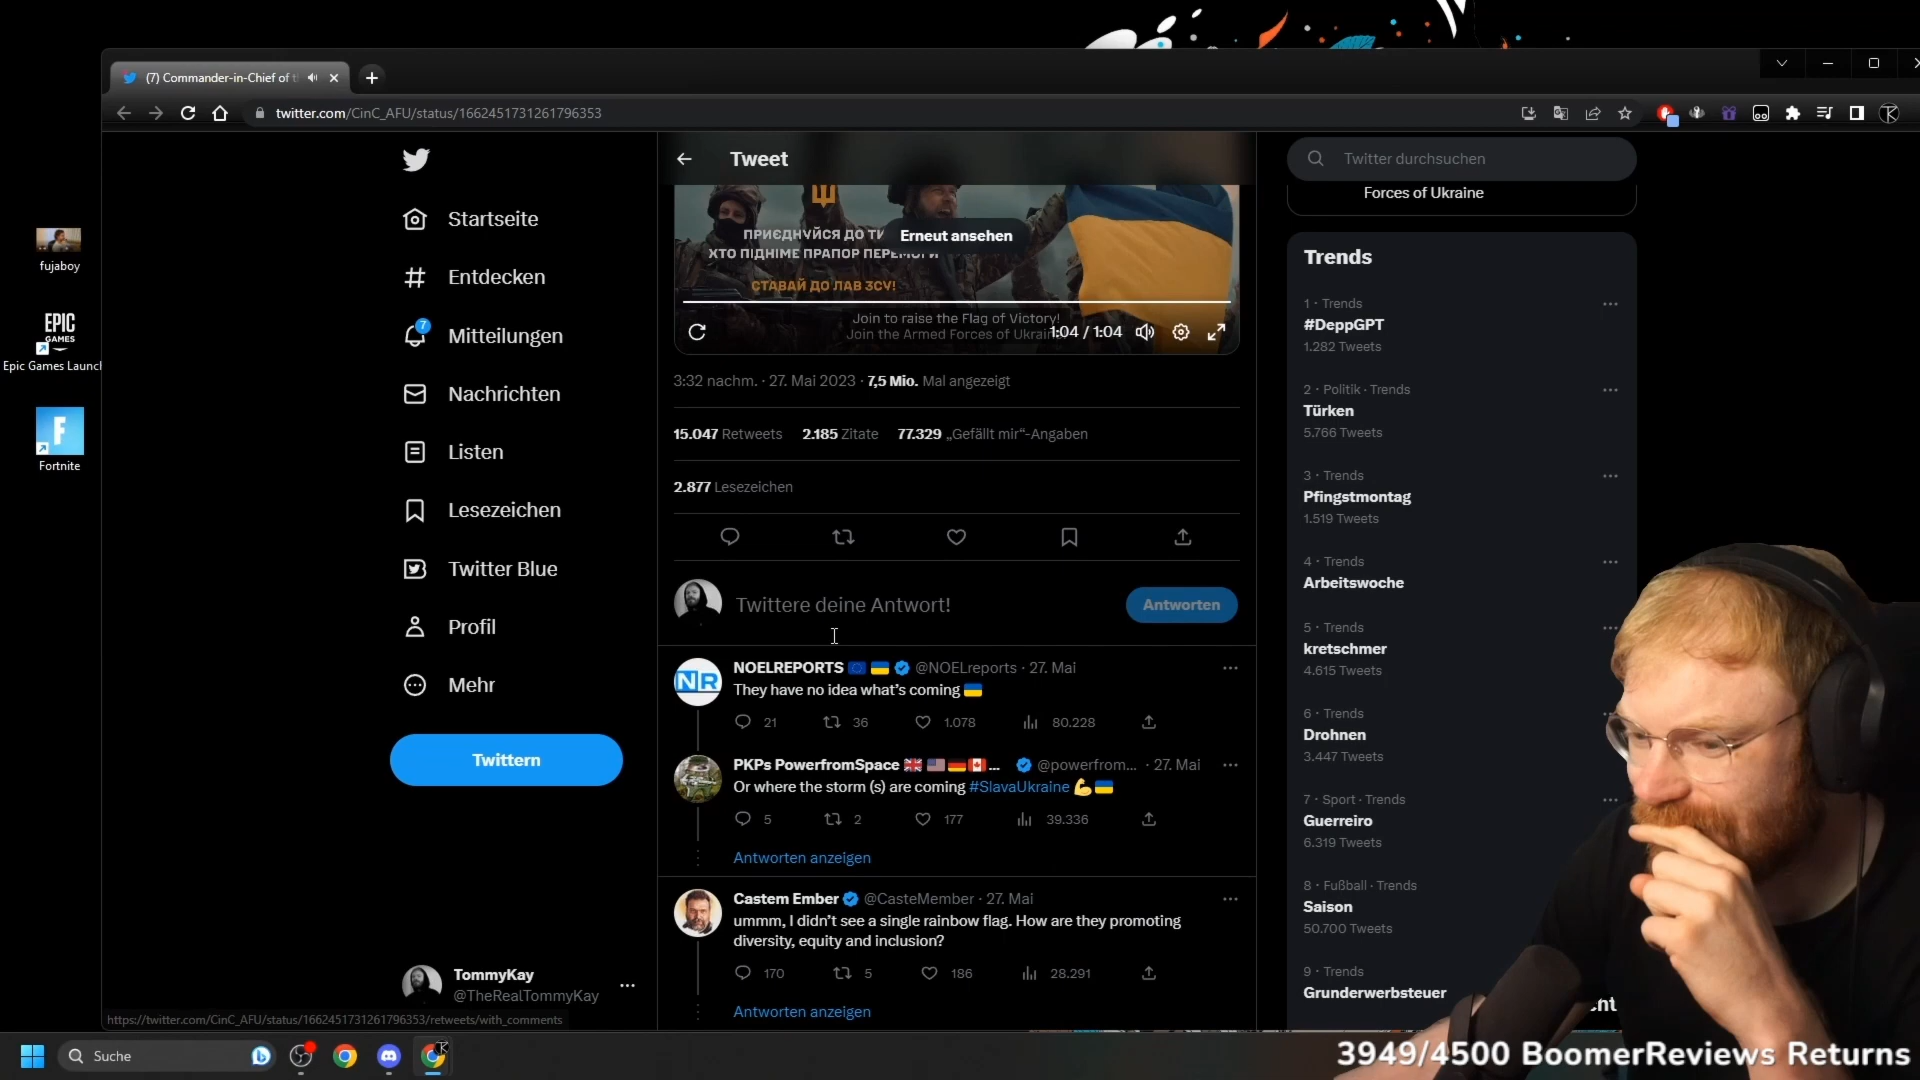 (7) Commander-in-Chief of t
twitter.com/CinC_AFU/status/1662451731261796353
fujaboy
EPIC
GAMES
Epic Games Launc
F
Fortnite
Startseite
Entdecken
7
Mitteilungen
Nachrichten
Listen
Lesezeichen
Twitter Blue
Profil
Mehr
Twittern
TommyKay
@TheRealTommyKay
Tweet
ПРИЄДНУЙСЯ ДО
ХТО ПІДНІМЕ ПРАПОР ПЕРЕМОГИ
СТАВАЙ ДО ЛАВ ЗСУ!
Erneut ansehen
Join to raise the Flag of Victory!
Join the Armed Forces of Ukrain
1:04 / 1:04
3:32 nachm. · 27. Mai 2023 · 7,5 Mio. Mal angezeigt
15.047 Retweets 2.185 Zitate 77.329 „Gefällt mir“-Angaben
2.877 Lesezeichen
Twittere deine Antwort!
Antworten
NR
NOELREPORTS @NOELreports · 27. Mai
They have no idea what's coming
21 36 1.078 80.228
PKPs PowerfromSpace ... @powerfrom... · 27. Mai
Or where the storm (s) are coming #SlavaUkraine
5 2 177 39.336
Antworten anzeigen
Castem Ember @CasteMember · 27. Mai
ummm, I didn't see a single rainbow flag. How are they promoting
diversity, equity and inclusion?
170 5 186 28.291
Antworten anzeigen
Twitter durchsuchen
Forces of Ukraine
Trends
1 · Trends
#DeppGPT
1.282 Tweets
2 · Politik · Trends
Türken
5.766 Tweets
3 · Trends
Pfingstmontag
1.519 Tweets
4 · Trends
Arbeitswoche
5 · Trends
kretschmer
4.615 Tweets
6 · Trends
Drohnen
3.447 Tweets
7 · Sport · Trends
Guerreiro
6.319 Tweets
8 · Fußball · Trends
Saison
50.700 Tweets
9 · Trends
Grunderwerbsteuer
nt
https://twitter.com/CinC_AFU/status/1662451731261796353/retweets/with_comments
Suche
3949/4500 BoomerReviews Returns